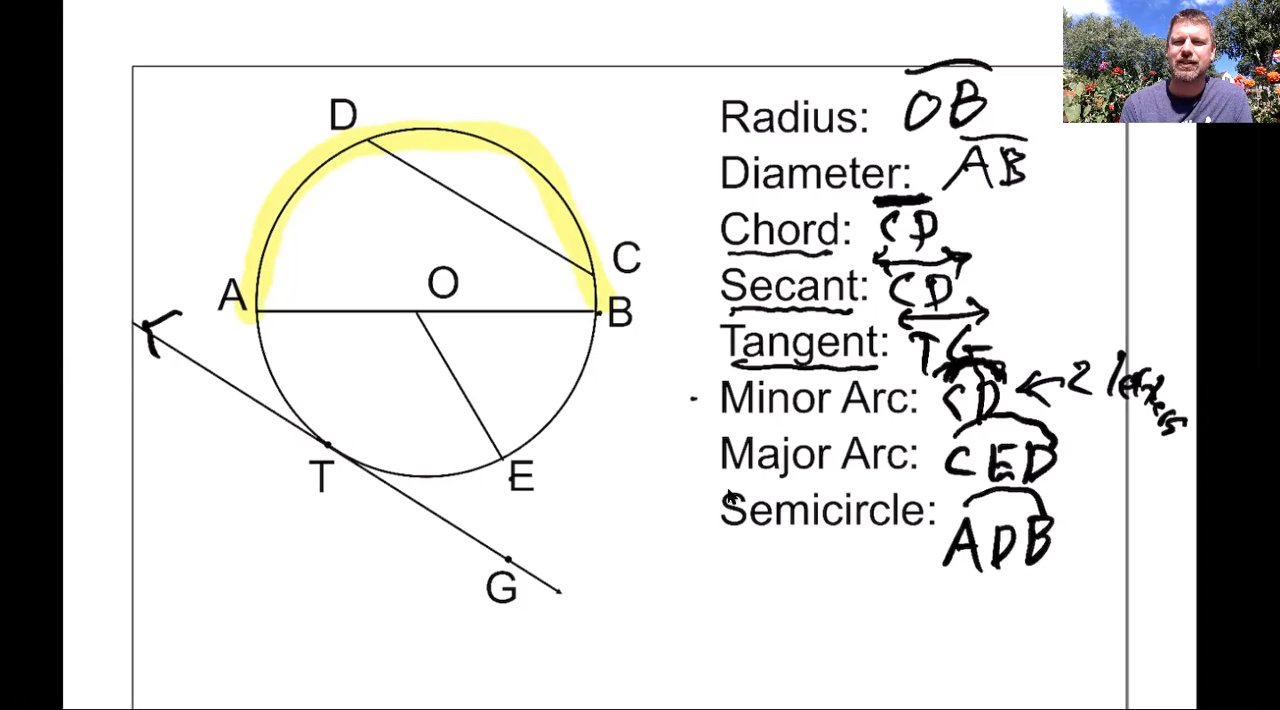 D
C
A
O
B
T
E
G
Radius: OB
Diameter: AB
Chord: CD
Secant: CD
Tangent: TG
Minor Arc: CD ← 2 letters
Major Arc: CED
Semicircle: ADB